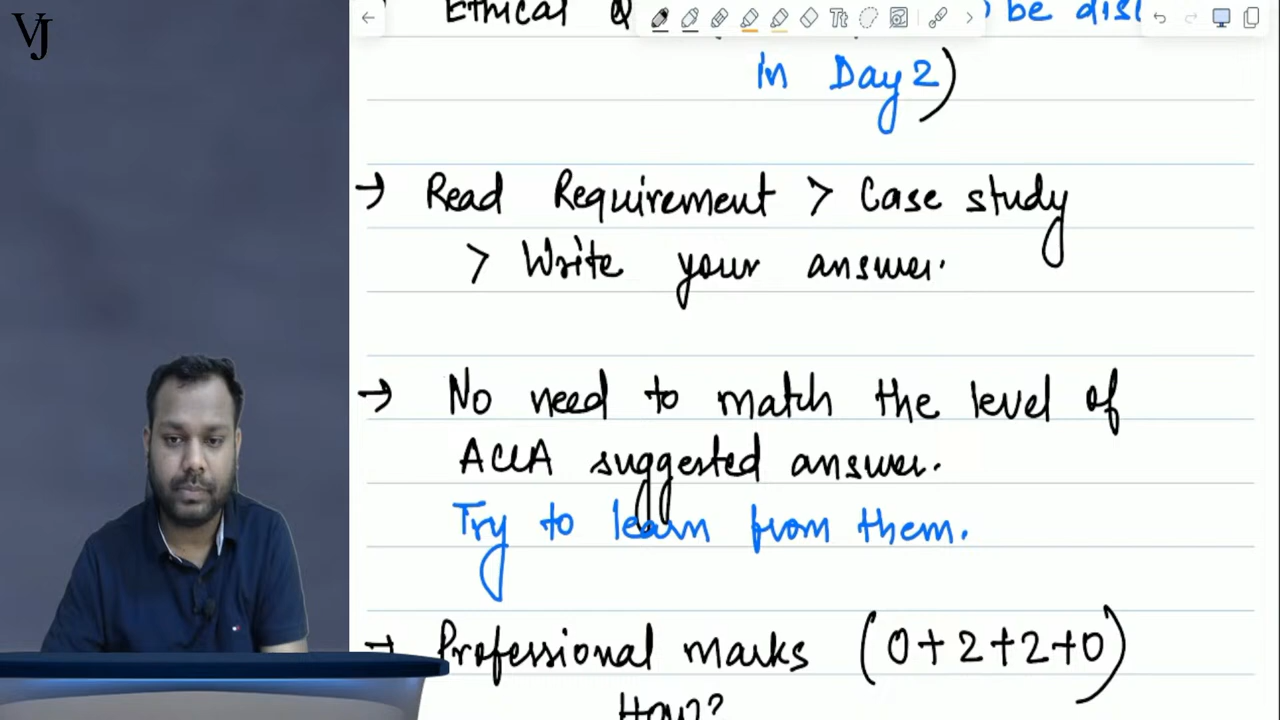 VJ
Ethical Q be
in Day 2)
→ Read Requirement > Case study
> Write your answer.
→ No need to match the level of
ACCA suggested answer.
Try to learn from them.
→ Professional marks (0+2+2+0)
How?